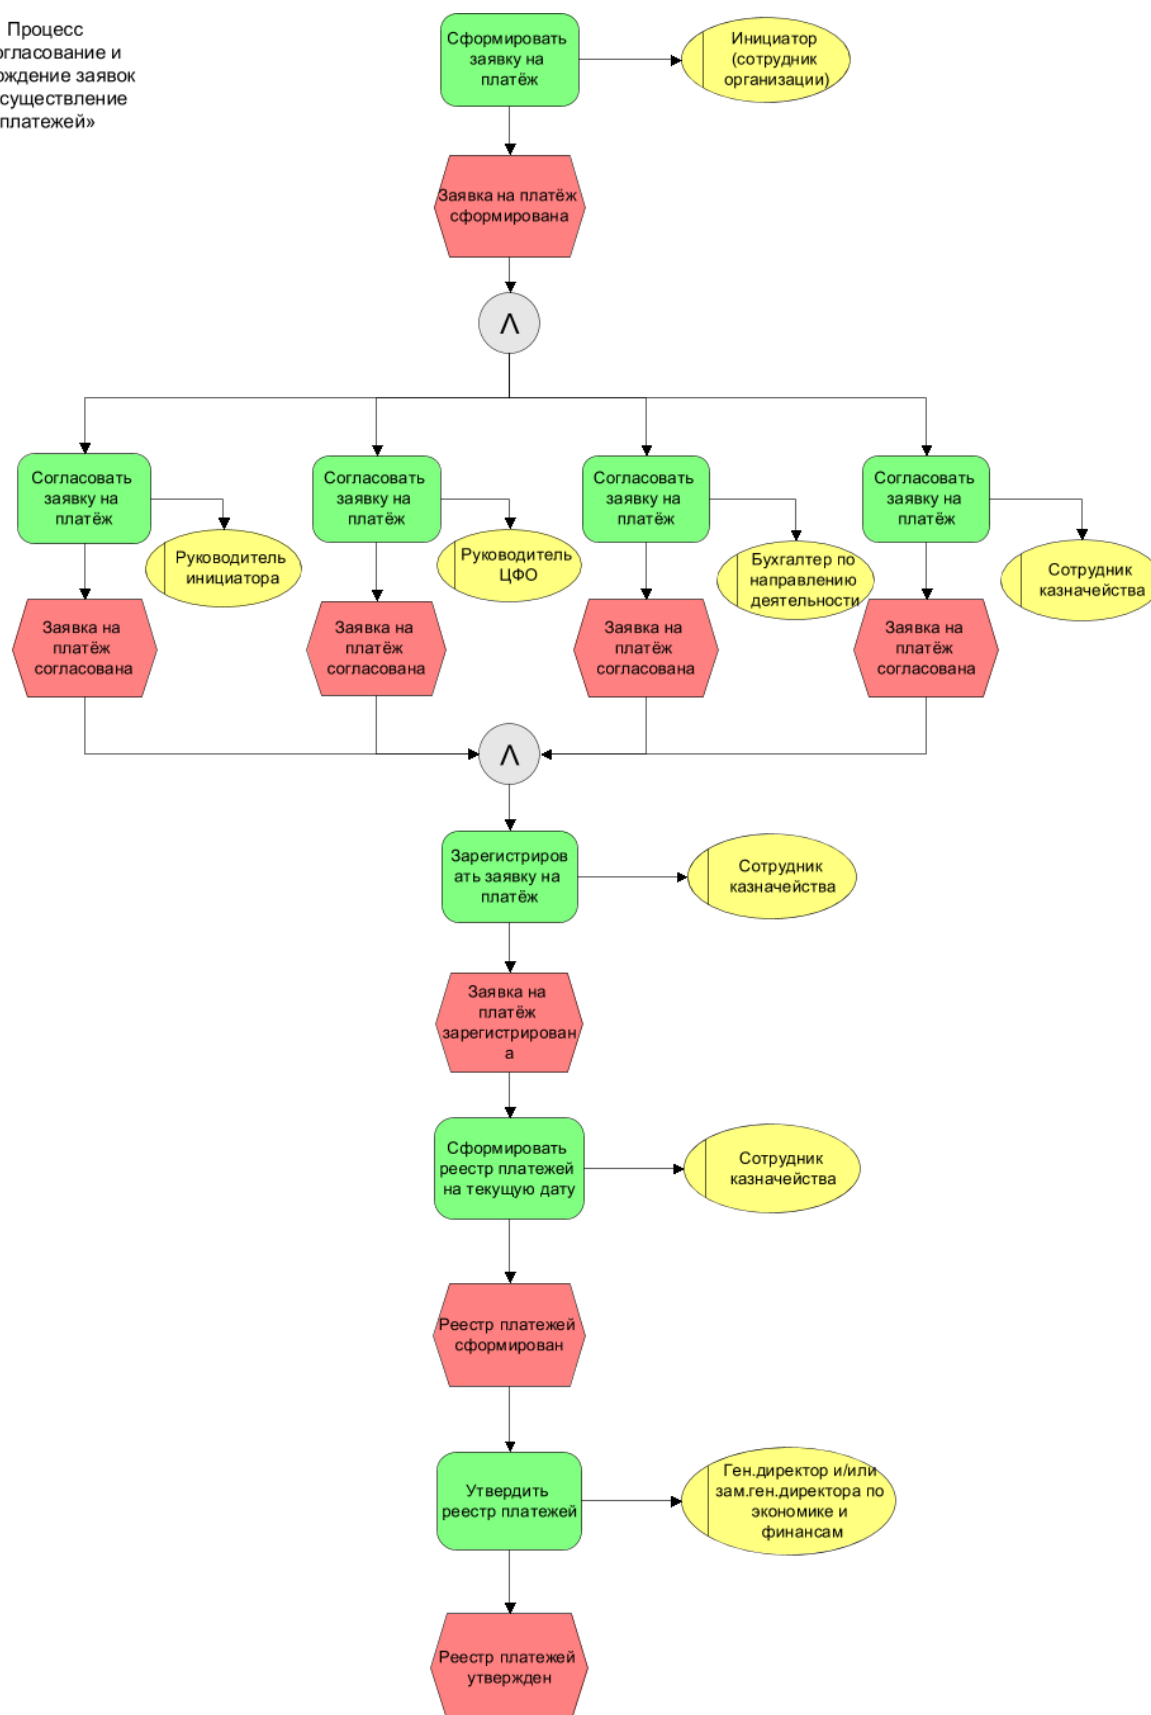 Процесс
огласование и
ождение заявок
существление
платежей»
Сформировать
заявку на
платёж
Инициатор
(сотрудник
организации)
Заявка на платёж
сформирована
Λ
Согласовать
заявку на
платёж
Согласовать
заявку на
платёж
Согласовать
заявку на
платёж
Согласовать
заявку на
платёж
Руководитель
инициатора
Руководитель
ЦФО
Бухгалтер по
направлению
деятельности
Сотрудник
казначейства
Заявка на
платёж
согласована
Заявка на
платёж
согласована
Заявка на
платёж
согласована
Заявка на
платёж
согласована
Λ
Зарегистриров
ать заявку на
платёж
Сотрудник
казначейства
Заявка на
платёж
зарегистрирован
а
Сформировать
реестр платежей
на текущую дату
Сотрудник
казначейства
Реестр платежей
сформирован
Утвердить
реестр платежей
Ген.директор и/или
зам.ген.директора по
экономике и
финансам
Реестр платежей
утвержден